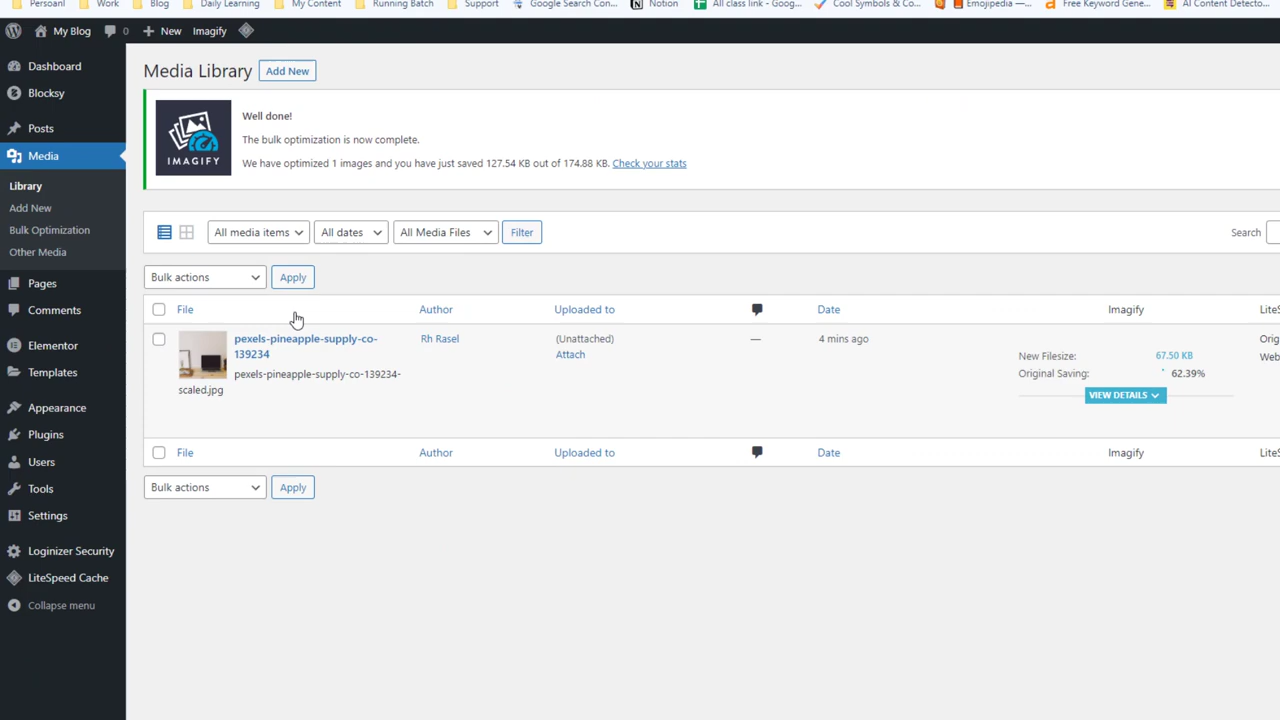 Persoanl Work Blog Daily Learning My Content Running Batch Support Google Search Con... Notion All class link - Goog... Cool Symbols & Co... Emojipedia —... Free Keyword Gene... AI Content Detecto...
My Blog 0 New Imagify
Dashboard
Blocksy
Posts
Media
Library
Add New
Bulk Optimization
Other Media
Pages
Comments
Elementor
Templates
Appearance
Plugins
Users
Tools
Settings
Loginizer Security
LiteSpeed Cache
Collapse menu
Media Library Add New
IMAGIFY
Well done!
The bulk optimization is now complete.
We have optimized 1 images and you have just saved 127.54 KB out of 174.88 KB. Check your stats
All media items All dates All Media Files Filter Search
Bulk actions Apply
File Author Uploaded to Date Imagify LiteS
pexels-pineapple-supply-co- Rh Rasel (Unattached) — 4 mins ago Orig
139234 Attach New Filesize: 67.50 KB Web
pexels-pineapple-supply-co-139234- Original Saving: 62.39%
scaled.jpg VIEW DETAILS
File Author Uploaded to Date Imagify LiteS
Bulk actions Apply